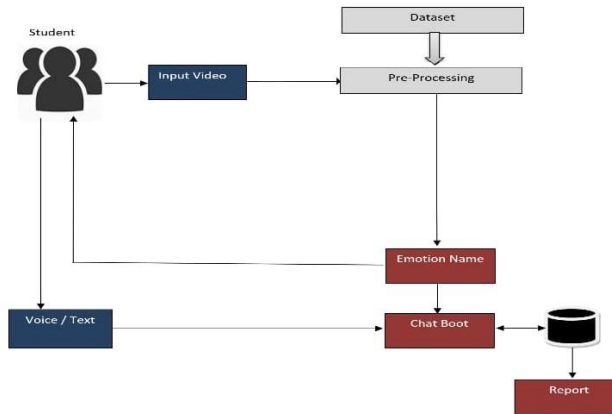 Dataset
Student
Input Video
Pre-Processing
Emotion Name
Voice / Text
Chat Boot
Report